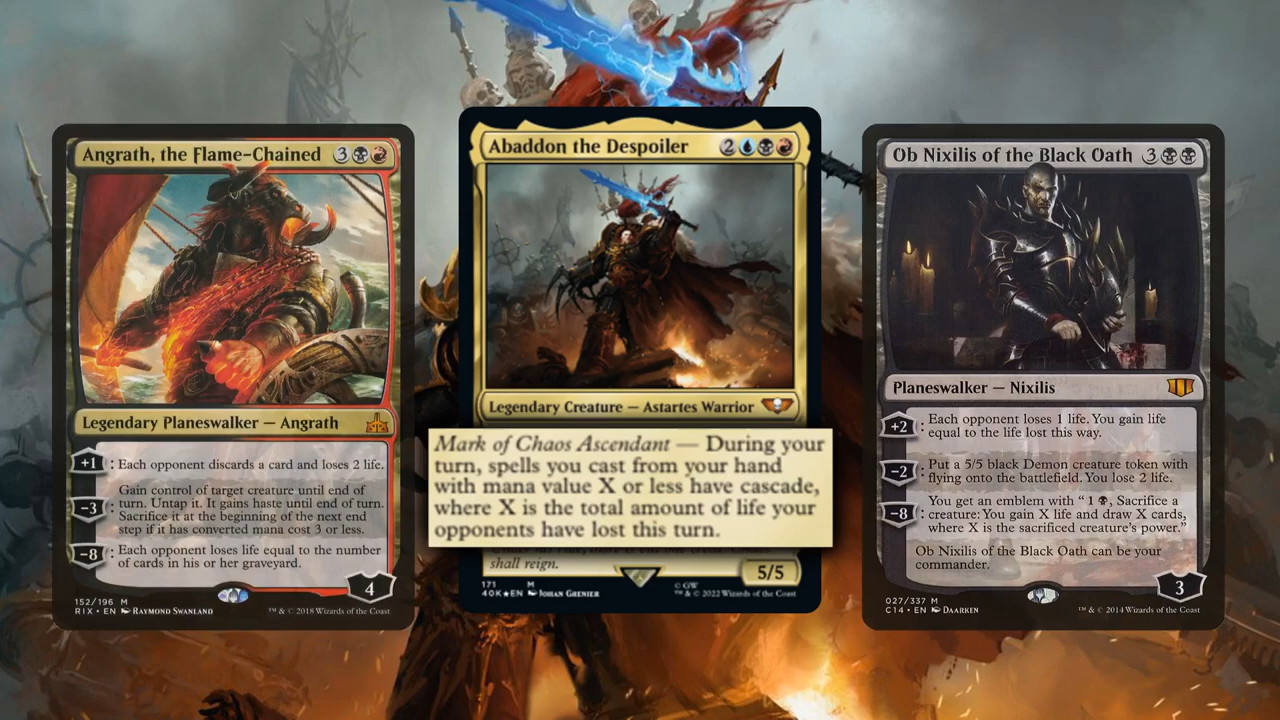 Angrath, the Flame-Chained 3
Legendary Planeswalker — Angrath
+1 : Each opponent discards a card and loses 2 life.
-3 : Gain control of target creature until end of
turn. Untap it. It gains haste until end of turn.
Sacrifice it at the beginning of the next end
step if it has converted mana cost 3 or less.
-8 : Each opponent loses life equal to the number
of cards in his or her graveyard.
4
152/196 M
RIX • EN RAYMOND SWANLAND
™ & © 2018 Wizards of the Coast
Abaddon the Despoiler 2
Legendary Creature — Astartes Warrior
Mark of Chaos Ascendant — During your
turn, spells you cast from your hand
with mana value X or less have cascade,
where X is the total amount of life your
opponents have lost this turn.
shall reign.
5/5
171 M
40K ★ EN JOHAN GRENIER
© GW
™ & © 2022 Wizards of the Coast
Ob Nixilis of the Black Oath 3
Planeswalker — Nixilis
+2 : Each opponent loses 1 life. You gain life
equal to the life lost this way.
-2 : Put a 5/5 black Demon creature token with
flying onto the battlefield. You lose 2 life.
-8 : You get an emblem with “ 1 , Sacrifice a
creature: You gain X life and draw X cards,
where X is the sacrificed creature's power.”
Ob Nixilis of the Black Oath can be your
commander.
3
027/337 M
C14 • EN DAARKEN
™ & © 2014 Wizards of the Coast